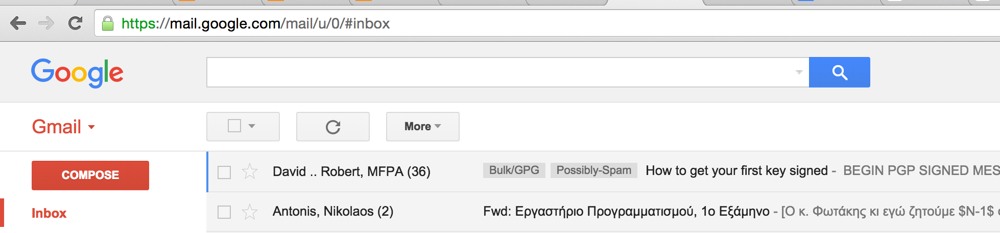 https://mail.google.com/mail/u/0/#inbox
Google
Gmail
More
COMPOSE
David .. Robert, MFPA (36) Bulk/GPG Possibly-Spam How to get your first key signed - BEGIN PGP SIGNED MES
Inbox
Antonis, Nikolaos (2) Fwd: Εργαστήριο Προγραμματισμού, 1ο Εξάμηνο - [Ο κ. Φωτάκης κι εγώ ζητούμε $N-1$